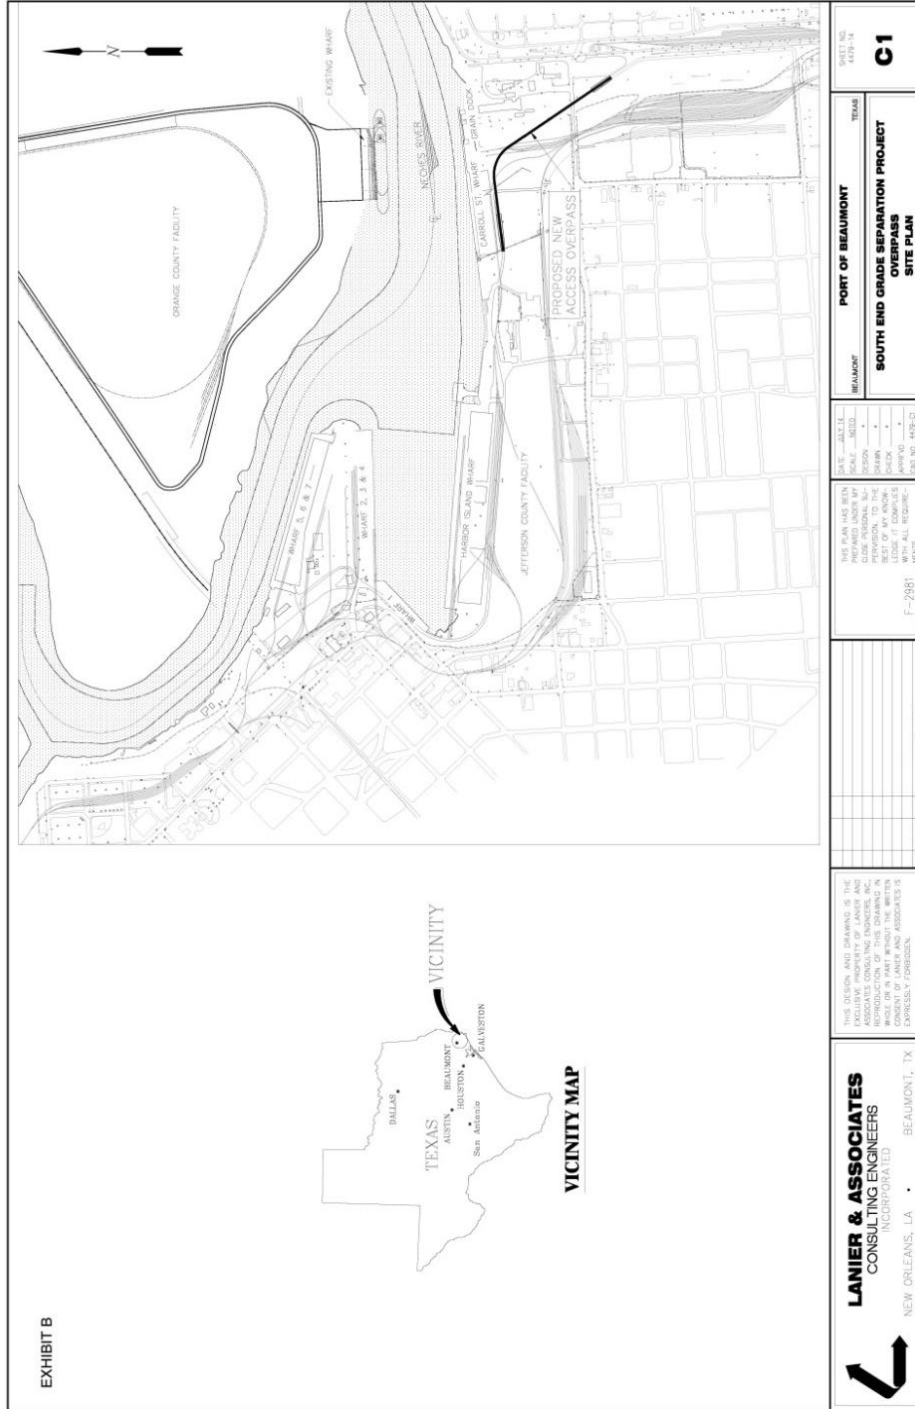 EXHIBIT B
N
EXISTING WHARF
ORANGE COUNTY FACILITY
NECHES RIVER
CARROLL ST. WHARF
GRAIN DOCK
PROPOSED NEW
ACCESS OVERPASS
WHARF 5, 6 & 7
WHARF 2, 3 & 4
WHARF 1
HARBOR ISLAND WHARF
JEFFERSON COUNTY FACILITY
VICINITY
DALLAS
TEXAS
AUSTIN
BEAUMONT
HOUSTON
San Antonio
GALVESTON
VICINITY MAP
LANIER & ASSOCIATES
CONSULTING ENGINEERS
INCORPORATED
NEW ORLEANS, LA • BEAUMONT, TX
THIS DESIGN AND DRAWING IS THE
EXCLUSIVE PROPERTY OF LANIER AND
ASSOCIATES CONSULTING ENGINEERS, INC.,
REPRODUCTION OF THIS DRAWING IN
WHOLE OR IN PART WITHOUT THE WRITTEN
CONSENT OF LANIER AND ASSOCIATES IS
EXPRESSLY FORBIDDEN.
F-2981
THIS PLAN HAS BEEN
PREPARED UNDER MY
CLOSE PERSONAL SU-
PERVISION. TO THE
BEST OF MY KNOW-
LEDGE IT COMPLIES
WITH ALL REQUIRE-
DATE JULY 14
SCALE NOTED
DESIGN *
DRAWN *
CHECK *
APPRV'D *
BEAUMONT PORT OF BEAUMONT TEXAS
SOUTH END GRADE SEPARATION PROJECT
OVERPASS
SITE PLAN
SHEET NO.
4479-14
C1